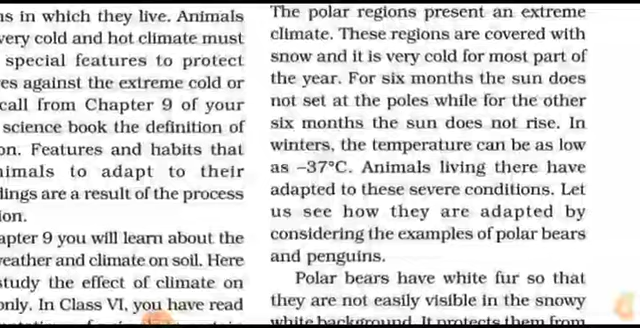 in which they live. Animals
very cold and hot climate must
special features to protect
against the extreme cold or
call from Chapter 9 of your
science book the definition of
Features and habits that
to adapt to their
are a result of the process
9 you will learn about the
and climate on soil. Here
study the effect of climate on
only. In Class VI, you have read
The polar regions present an extreme
climate. These regions are covered with
snow and it is very cold for most part of
the year. For six months the sun does
not set at the poles while for the other
six months the sun does not rise. In
winters, the temperature can be as low
as –37°C. Animals living there have
adapted to these severe conditions. Let
us see how they are adapted by
considering the examples of polar bears
and penguins.
Polar bears have white fur so that
they are not easily visible in the snowy
white background. It protects them from